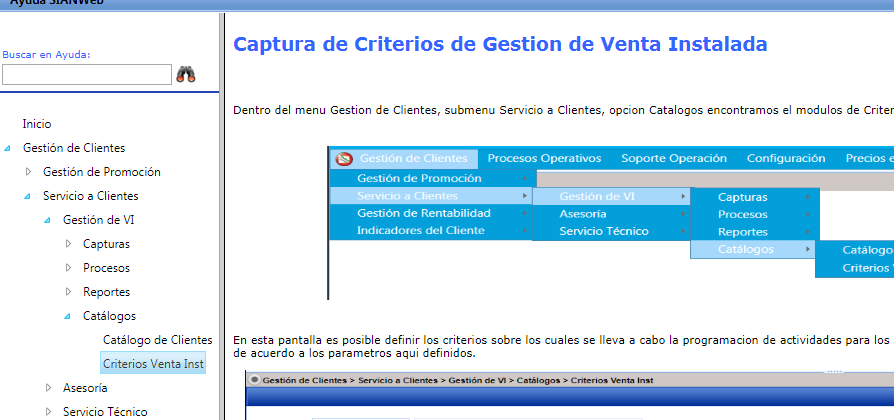 Ayuda SIANWeb
Buscar en Ayuda:
Inicio
Gestión de Clientes
Gestión de Promoción
Servicio a Clientes
Gestión de VI
Capturas
Procesos
Reportes
Catálogos
Catálogo de Clientes
Criterios Venta Inst
Asesoría
Servicio Técnico
Captura de Criterios de Gestion de Venta Instalada
Dentro del menu Gestion de Clientes, submenu Servicio a Clientes, opcion Catalogos encontramos el modulos de Criter
Gestión de Clientes Procesos Operativos Soporte Operación Configuración Precios e
Gestión de Promoción
Servicio a Clientes Gestión de VI Capturas
Gestión de Rentabilidad Asesoría Procesos
Indicadores del Cliente Servicio Técnico Reportes
Catálogos Catálogo
Criterios V
En esta pantalla es posible definir los criterios sobre los cuales se lleva a cabo la programacion de actividades para los
de acuerdo a los parametros aqui definidos.
Gestión de Clientes > Servicio a Clientes > Gestión de VI > Catálogos > Criterios Venta Inst